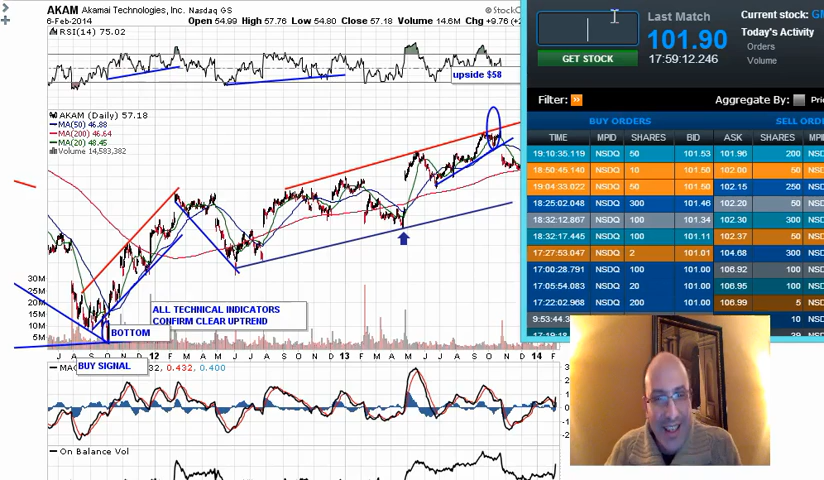 AKAM Akamai Technologies, Inc. Nasdaq GS
6-Feb-2014 Open 54.99 High 57.76 Low 54.80 Close 57.18 Volume 14.6M Chg +9.76
RSI(14) 75.02
upside $58
AKAM (Daily) 57.18
MA(50) 46.88
MA(200) 46.64
MA(20) 48.45
Volume 14,583,382
30M
25M
20M
15M
10M
5M
ALL TECHNICAL INDICATORS
CONFIRM CLEAR UPTREND
BOTTOM
J A S O N D 12 F M A M J J A S O N D 13 F M A M J J A S O N D 14
BUY SIGNAL
0.432, 0.400
3
2
1
0
-1
-2
On Balance Vol
Last Match
101.90
17:59:12.246
GET STOCK
Current stock:
Today's Activity
Orders
Volume
Filter:
Aggregate By:
BUY ORDERS
TIME MPID SHARES BID ASK SHARES
19:10:35.119 NSDQ 50 101.53 101.96 200
18:50:45.140 NSDQ 10 101.50 102.00 50
19:04:33.022 NSDQ 50 101.50 102.15 250
18:25:02.048 NSDQ 300 101.46 102.20 50
18:32:12.867 NSDQ 100 101.34 102.30 300
18:32:17.445 NSDQ 100 101.11 102.37 50
17:27:53.047 NSDQ 2 101.01 104.68 300
17:00:28.791 NSDQ 100 101.00 106.92 100
17:05:54.083 NSDQ 20 101.00 106.95 100
17:22:02.968 NSDQ 200 101.00 106.99 5